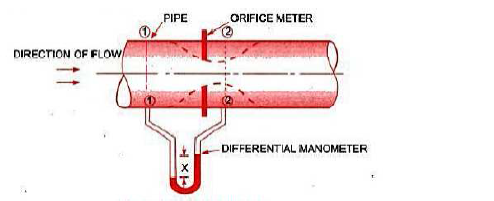 PIPE
ORIFICE METER
① ②
DIRECTION OF FLOW
① ②
DIFFERENTIAL MANOMETER
X